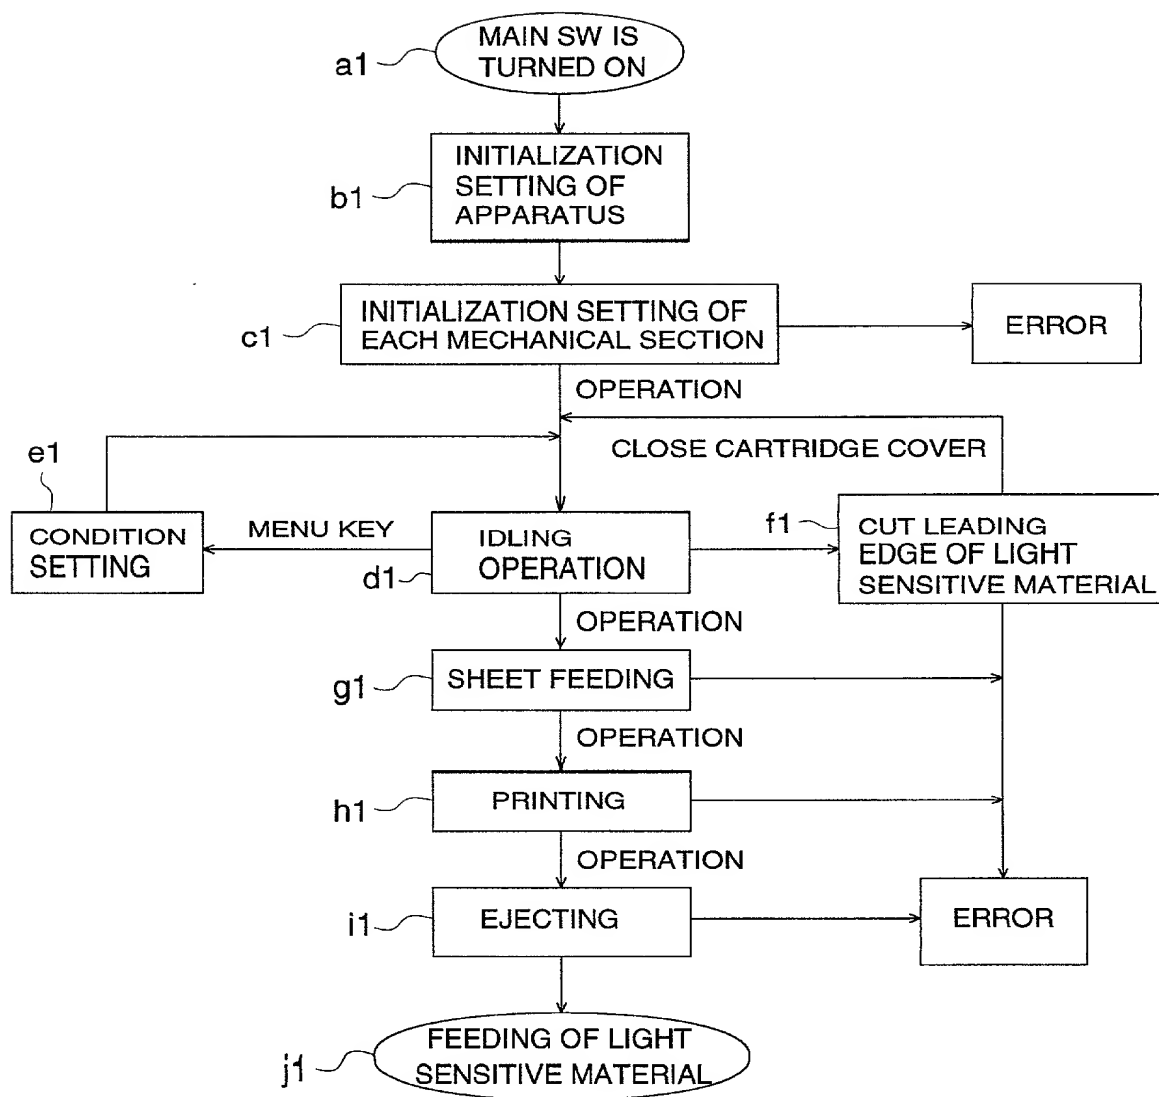 MAIN SW IS
TURNED ON
a1
INITIALIZATION
SETTING OF
APPARATUS
b1
INITIALIZATION SETTING OF
EACH MECHANICAL SECTION
c1
ERROR
OPERATION
CLOSE CARTRIDGE COVER
e1
CONDITION
SETTING
MENU KEY
IDLING
OPERATION
d1
f1
CUT LEADING
EDGE OF LIGHT
SENSITIVE MATERIAL
OPERATION
SHEET FEEDING
g1
OPERATION
PRINTING
h1
OPERATION
EJECTING
i1
ERROR
FEEDING OF LIGHT
SENSITIVE MATERIAL
j1